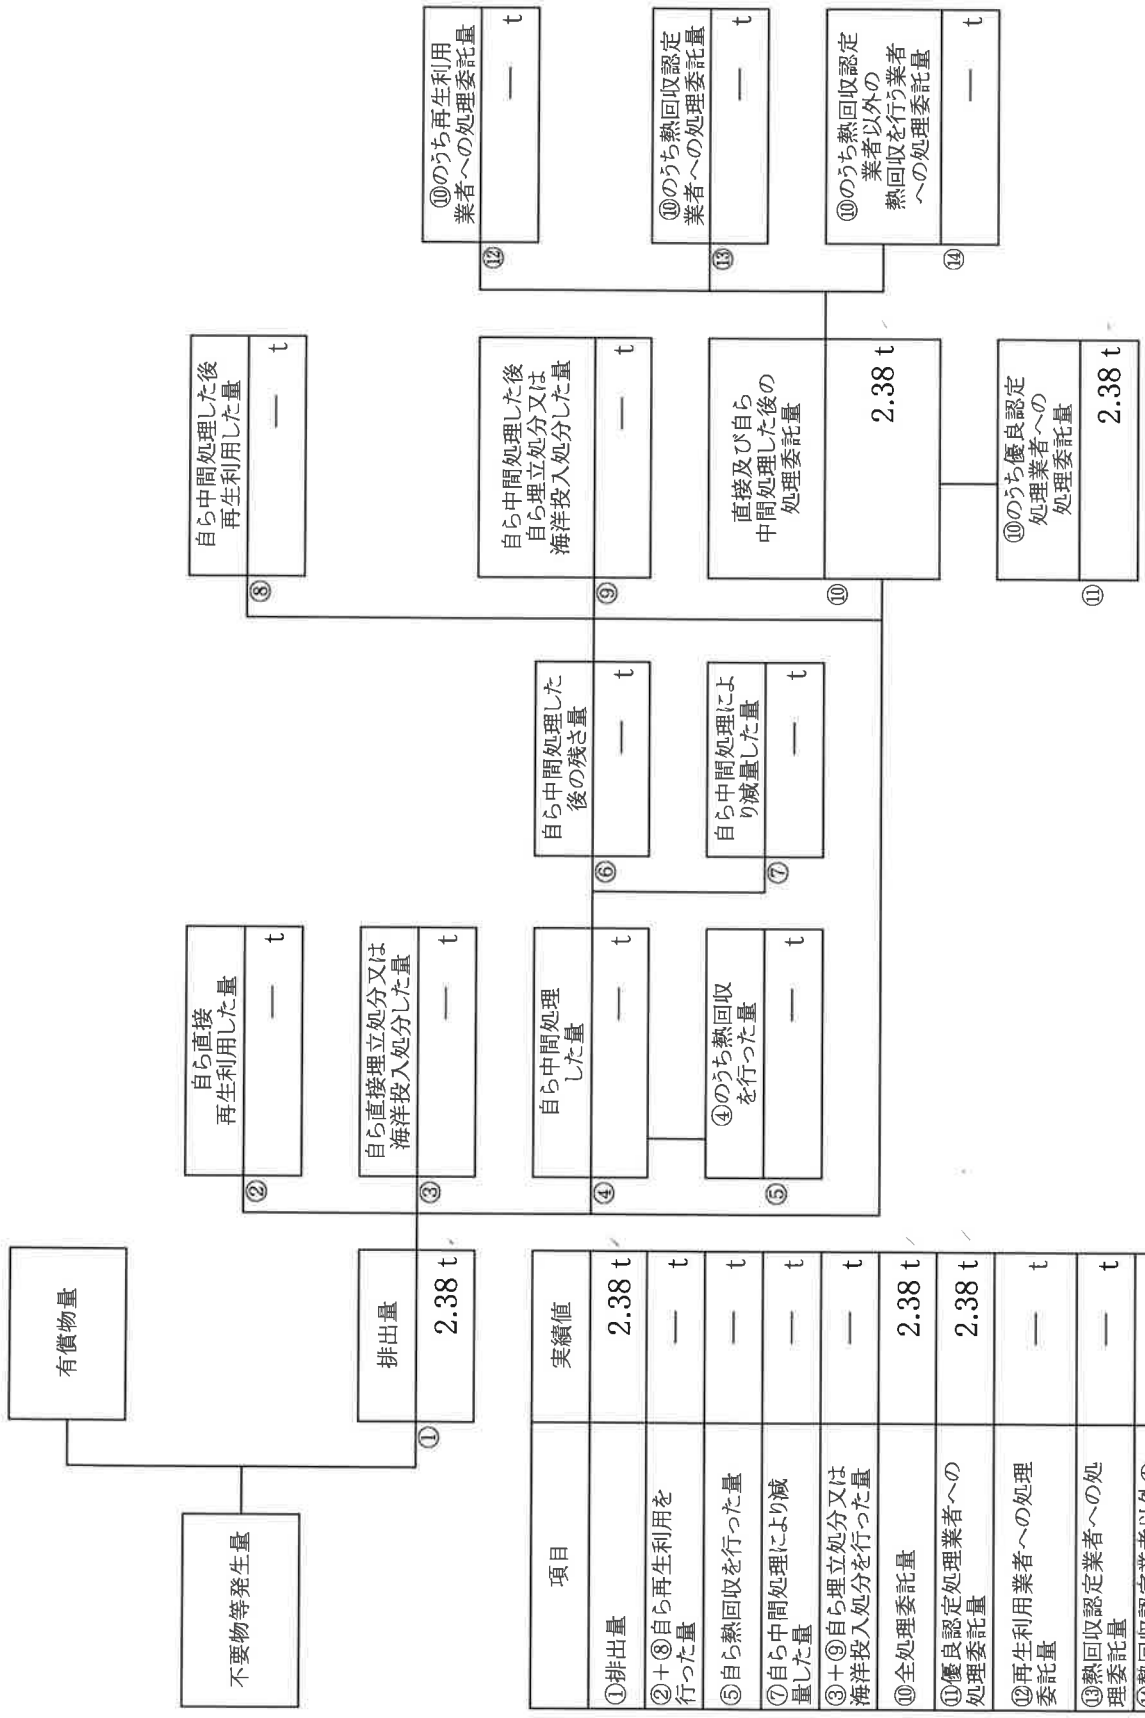 不要物等発生量
有償物量
①
排出量
2.38 t
②
自ら直接
再生利用した量
— t
③
自ら直接埋立処分又は
海洋投入処分した量
— t
④
自ら中間処理
した量
— t
⑤
④のうち熱回収
を行った量
— t
⑥
自ら中間処理した
後の残さ量
— t
⑦
自ら中間処理によ
り減量した量
— t
⑧
自ら中間処理した後
再生利用した量
— t
⑨
自ら中間処理した後
自ら埋立処分又は
海洋投入処分した量
— t
⑩
直接及び自ら
中間処理した後の
処理委託量
2.38 t
⑪
⑩のうち優良認定
処理業者への
処理委託量
2.38 t
⑫
⑩のうち再生利用
業者への処理委託量
— t
⑬
⑩のうち熱回収認定
業者への処理委託量
— t
⑭
⑩のうち熱回収認定
業者以外の
熱回収を行う業者
への処理委託量
— t
項目 実績値
①排出量 2.38 t
②+⑧自ら再生利用を
行った量 — t
⑤自ら熱回収を行った量 — t
⑦自ら中間処理により減
量した量 — t
③+⑨自ら埋立処分又は
海洋投入処分を行った量 — t
⑩全処理委託量 2.38 t
⑪優良認定処理業者への
処理委託量 2.38 t
⑫再生利用業者への処理
委託量 — t
⑬熱回収認定業者への処
理委託量 — t